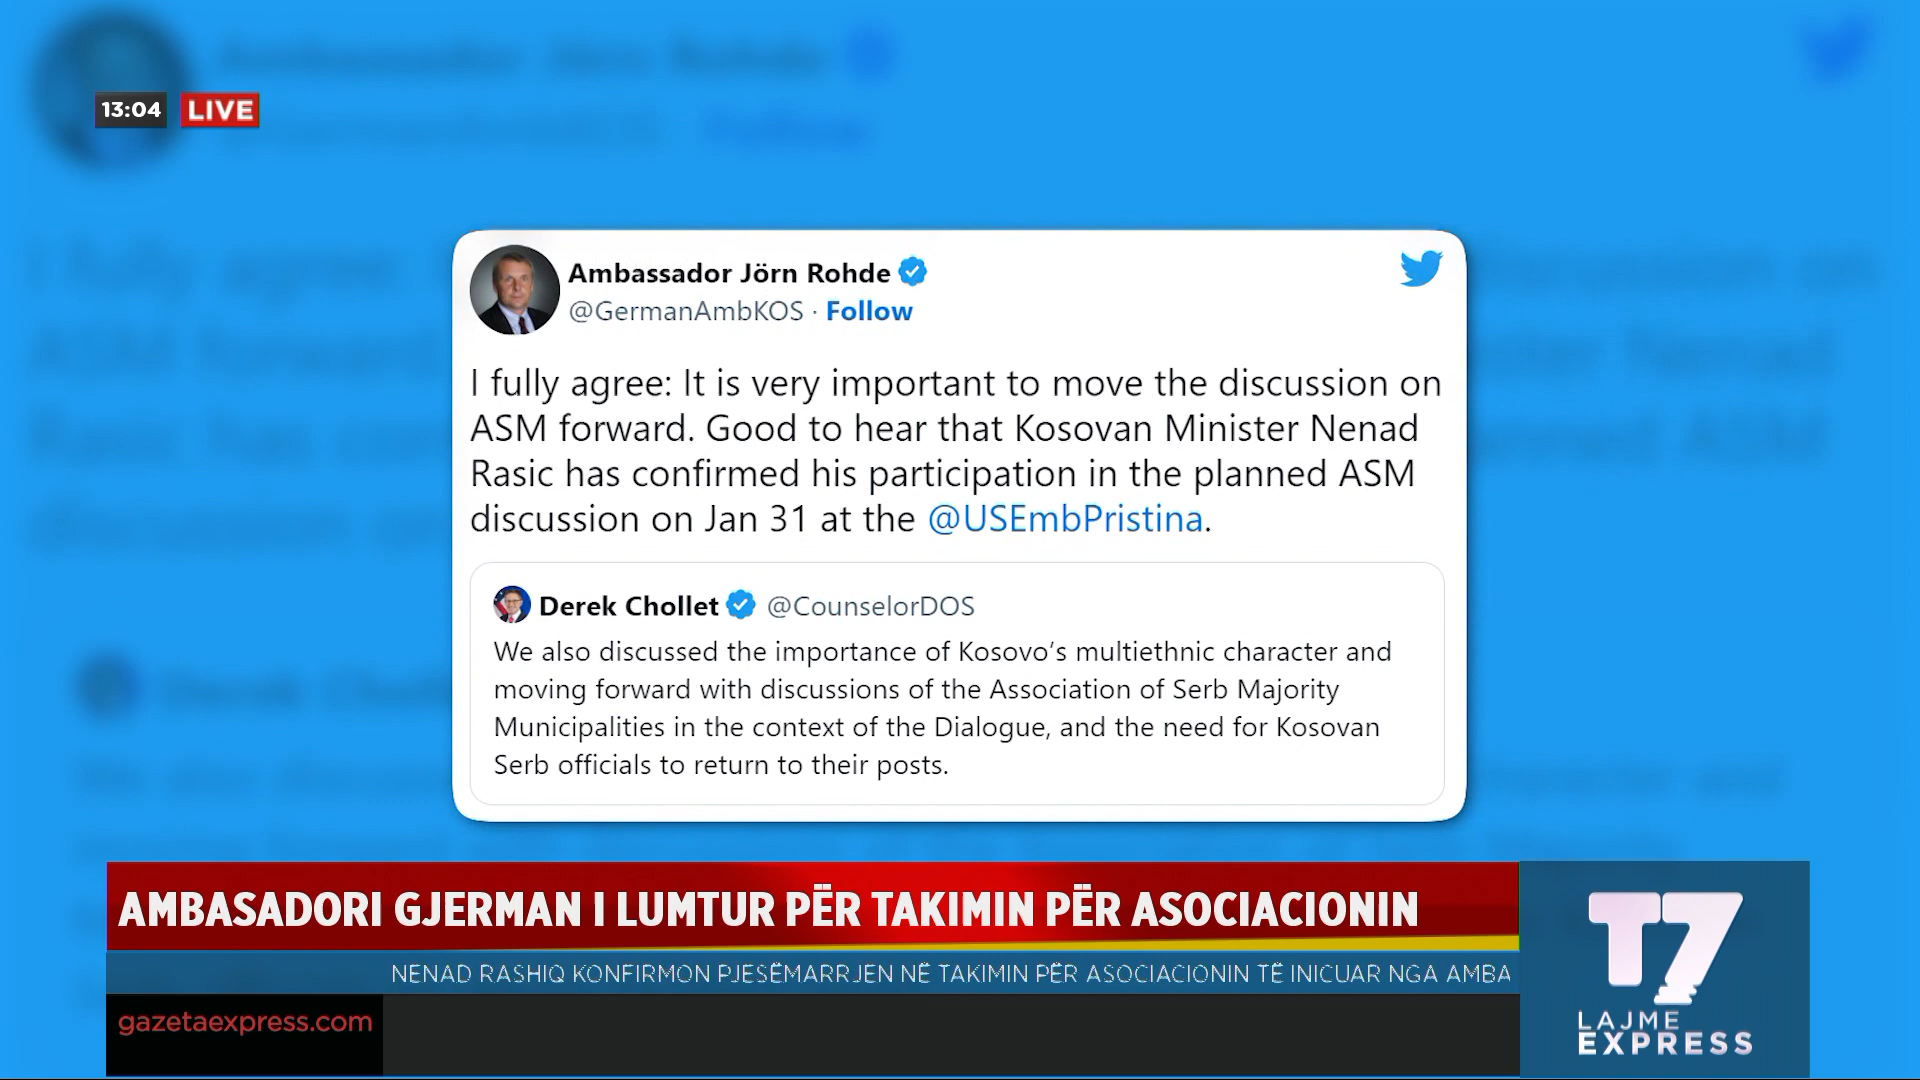 13:04 LIVE
Ambassador Jörn Rohde
@GermanAmbKOS · Follow
I fully agree: It is very important to move the discussion on
ASM forward. Good to hear that Kosovan Minister Nenad
Rasic has confirmed his participation in the planned ASM
discussion on Jan 31 at the @USEmbPristina.
Derek Chollet @CounselorDOS
We also discussed the importance of Kosovo’s multiethnic character and
moving forward with discussions of the Association of Serb Majority
Municipalities in the context of the Dialogue, and the need for Kosovan
Serb officials to return to their posts.
AMBASADORI GJERMAN I LUMTUR PËR TAKIMIN PËR ASOCIACIONIN
NENAD RASHIQ KONFIRMON PJESËMARRJEN NË TAKIMIN PËR ASOCIACIONIN TË INICUAR NGA AMBA
gazetaexpress.com
T7
LAJME
EXPRESS